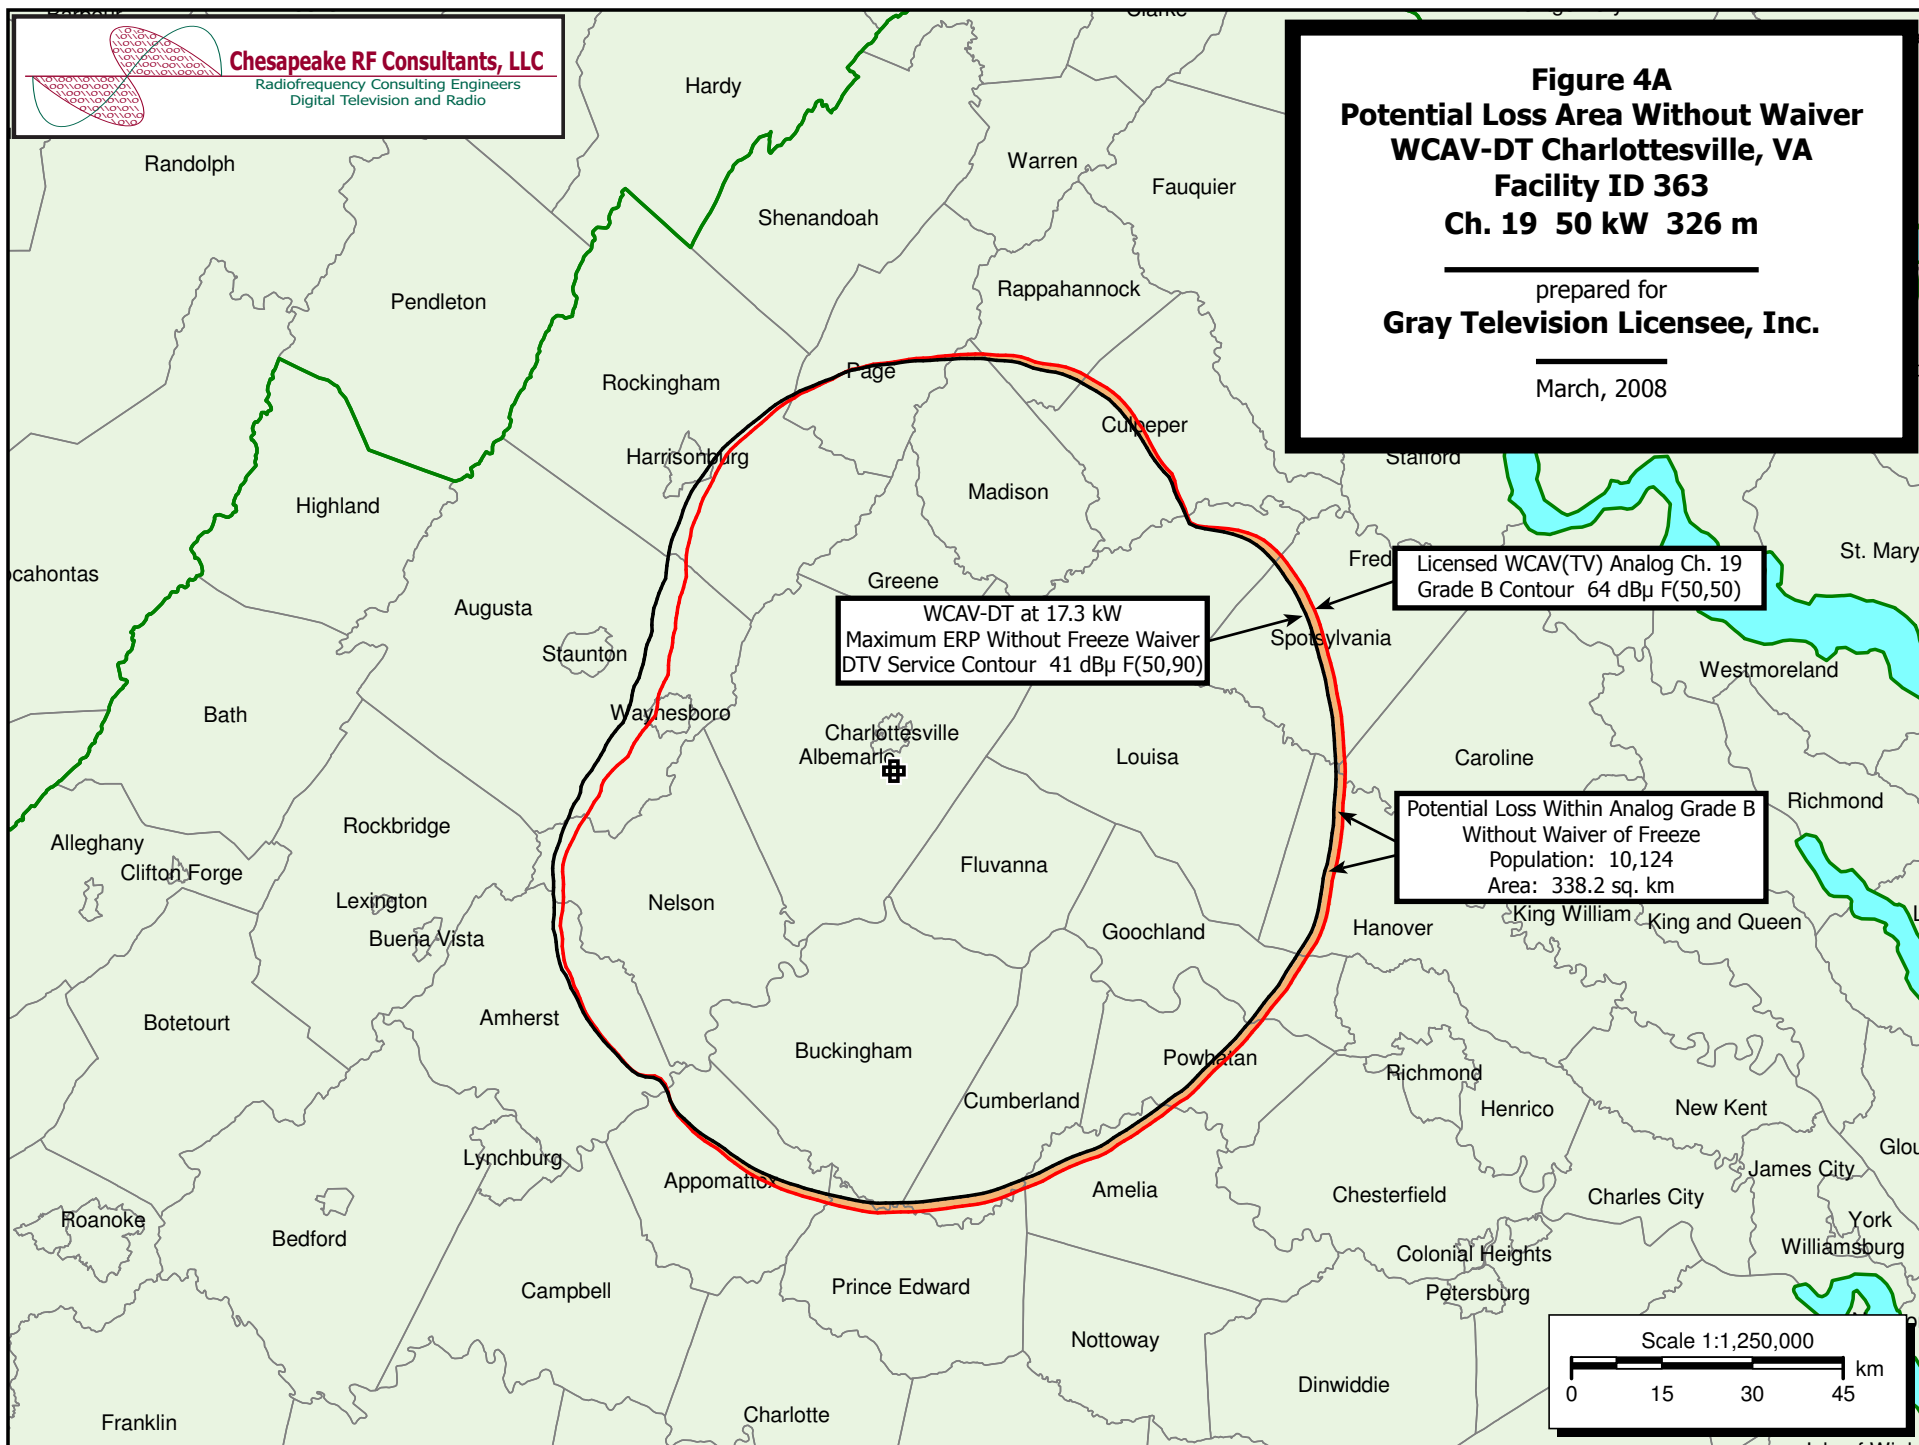 Chesapeake RF Consultants, LLC
Radiofrequency Consulting Engineers
Digital Television and Radio
Figure 4A
Potential Loss Area Without Waiver
WCAV-DT Charlottesville, VA
Facility ID 363
Ch. 19 50 kW 326 m
prepared for
Gray Television Licensee, Inc.
March, 2008
Hardy
Randolph
Warren
Fauquier
Shenandoah
Rappahannock
Pendleton
Page
Rockingham
Culpeper
Harrisonburg
Stafford
Madison
Highland
Greene
Augusta
Staunton
Licensed WCAV(TV) Analog Ch. 19
Grade B Contour 64 dBµ F(50,50)
WCAV-DT at 17.3 kW
Maximum ERP Without Freeze Waiver
DTV Service Contour 41 dBµ F(50,90)
Spotsylvania
Westmoreland
Bath
Waynesboro
Charlottesville
Albemarle
Louisa
Caroline
Richmond
Potential Loss Within Analog Grade B
Without Waiver of Freeze
Population: 10,124
Area: 338.2 sq. km
Rockbridge
Alleghany
Clifton Forge
Fluvanna
Lexington
Nelson
Buena Vista
Goochland
Hanover
King William
King and Queen
Botetourt
Amherst
Buckingham
Powhatan
Richmond
Henrico
New Kent
Cumberland
Lynchburg
Appomattox
Amelia
James City
Chesterfield
Charles City
Roanoke
Bedford
York
Williamsburg
Colonial Heights
Petersburg
Campbell
Prince Edward
Nottoway
Dinwiddie
Franklin
Charlotte
Scale 1:1,250,000
km
0 15 30 45